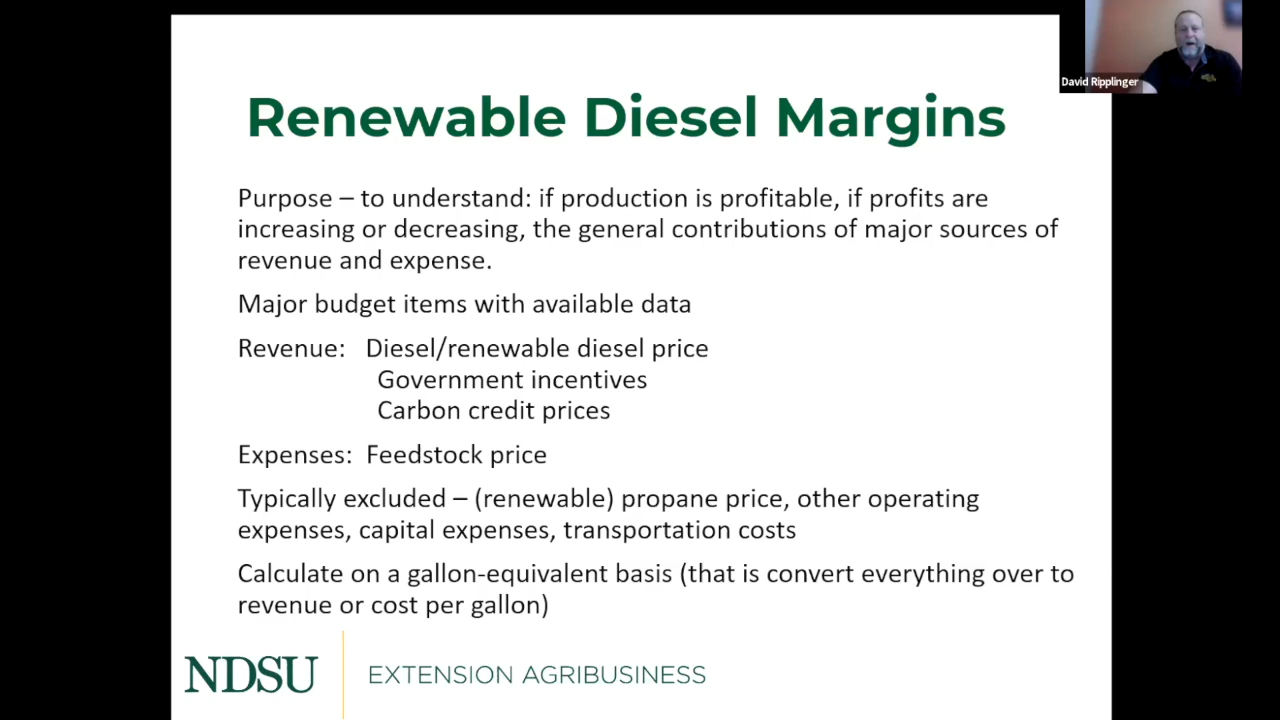 David Ripplinger
Renewable Diesel Margins
Purpose – to understand: if production is profitable, if profits are
increasing or decreasing, the general contributions of major sources of
revenue and expense.
Major budget items with available data
Revenue: Diesel/renewable diesel price
Government incentives
Carbon credit prices
Expenses: Feedstock price
Typically excluded – (renewable) propane price, other operating
expenses, capital expenses, transportation costs
Calculate on a gallon-equivalent basis (that is convert everything over to
revenue or cost per gallon)
NDSU EXTENSION AGRIBUSINESS